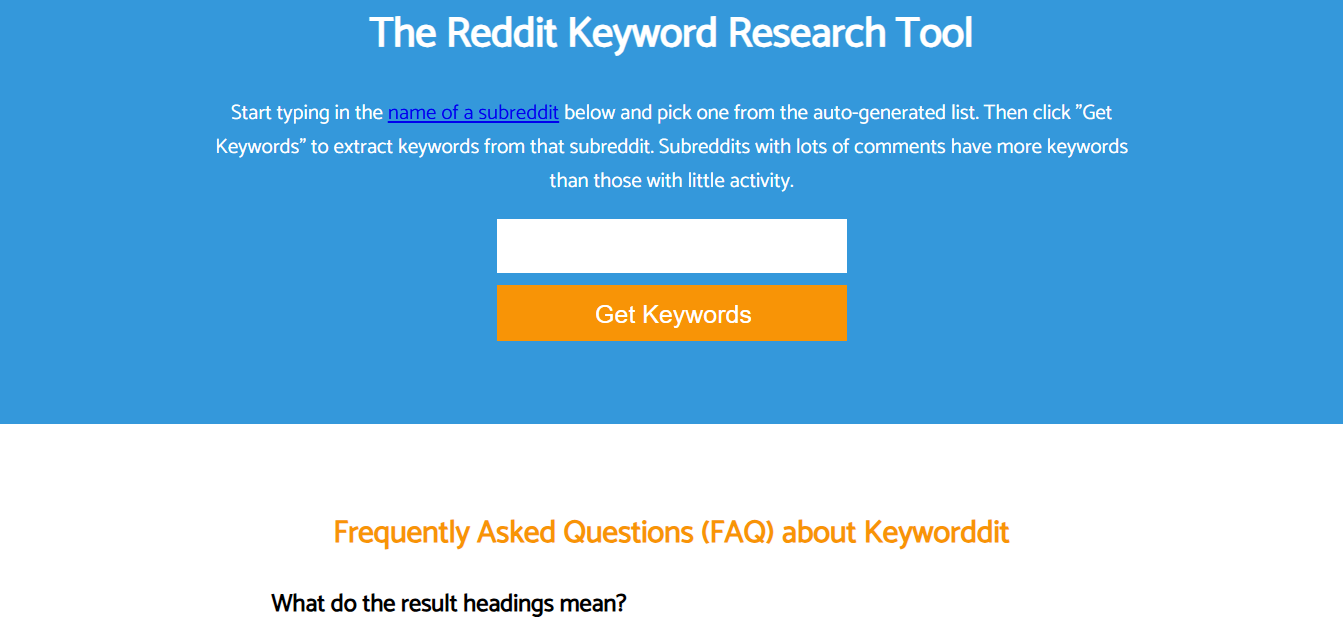 The Reddit Keyword Research Tool
Start typing in the name of a subreddit below and pick one from the auto-generated list. Then click "Get
Keywords" to extract keywords from that subreddit. Subreddits with lots of comments have more keywords
than those with little activity.
Get Keywords
Frequently Asked Questions (FAQ) about Keyworddit
What do the result headings mean?